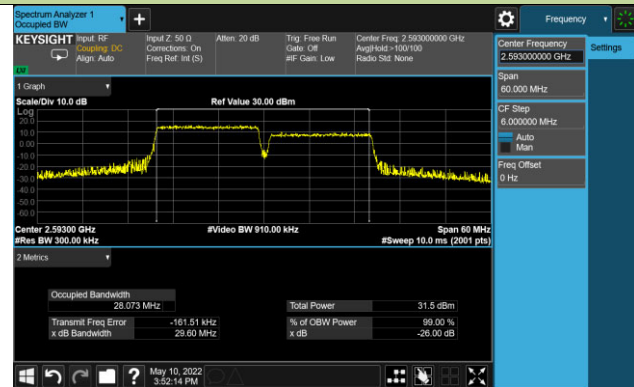 Spectrum Analyzer 1
Occupied BW
+
Frequency
KEYSIGHT
Input: RF
Coupling: DC
Align: Auto
Input Z: 50 Ω
Corrections: On
Freq Ref: Int (S)
Atten: 20 dB
Trig: Free Run
Gate: Off
#IF Gain: Low
Center Freq: 2.593000000 GHz
Avg|Hold:>100/100
Radio Std: None
LXI
Center Frequency
2.593000000 GHz
Settings
Span
60.000 MHz
CF Step
6.000000 MHz
Auto
Man
Freq Offset
0 Hz
1 Graph
Scale/Div 10.0 dB
Ref Value 30.00 dBm
Log
20.0
10.0
0.00
-10.0
-20.0
-30.0
-40.0
-50.0
-60.0
Center 2.59300 GHz
#Video BW 910.00 kHz
Span 60 MHz
#Res BW 300.00 kHz
#Sweep 10.0 ms (2001 pts)
2 Metrics
Occupied Bandwidth
28.073 MHz
Total Power
31.5 dBm
Transmit Freq Error
-161.51 kHz
% of OBW Power
99.00 %
x dB Bandwidth
29.60 MHz
x dB
-26.00 dB
?
May 10, 2022
3:52:14 PM